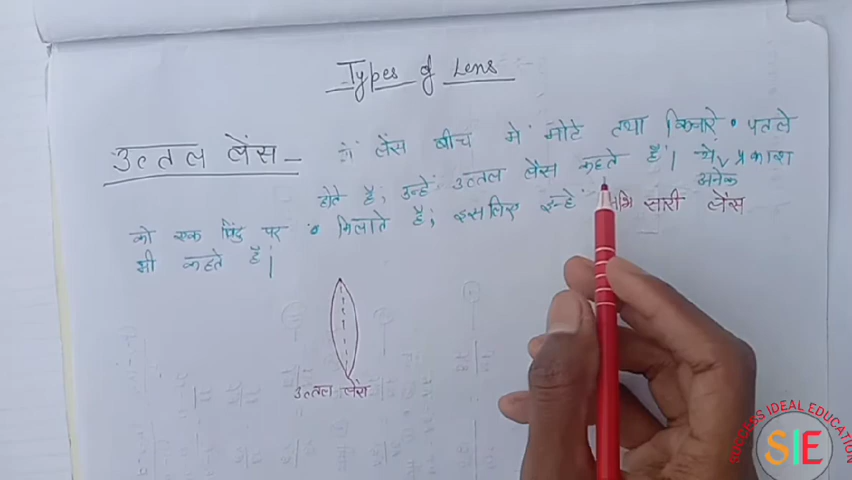 Types of Lens
उत्तल लेंस - जो लेंस बीच में मोटे तथा किनारे पतले
होते हैं, उन्हें उत्तल लेंस कहते हैं। ये प्रकाश
अनेक
को एक बिंदु पर मिलाते हैं, इसलिए इन्हें सारी लेंस
भी कहते हैं।
उत्तल लेंस
SUCCESS IDEAL EDUCATION
SIE